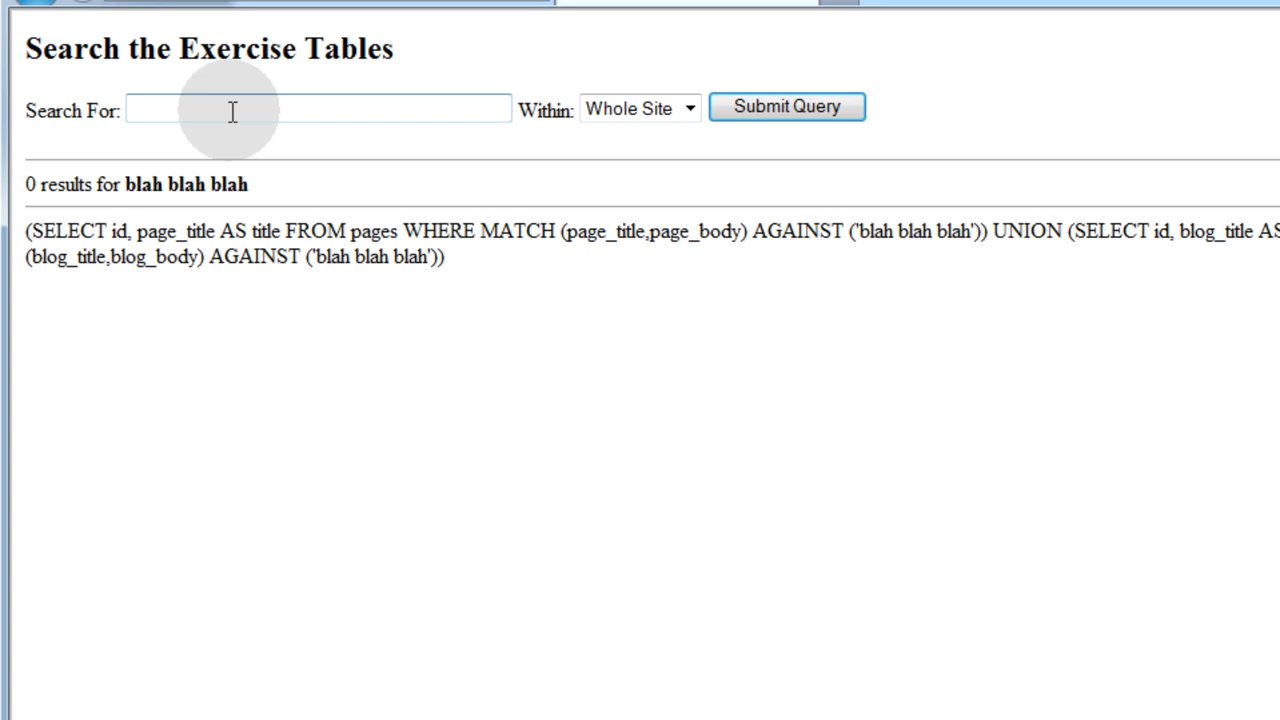 Search the Exercise Tables
Search For: Within: Whole Site Submit Query
0 results for blah blah blah
(SELECT id, page_title AS title FROM pages WHERE MATCH (page_title,page_body) AGAINST ('blah blah blah')) UNION (SELECT id, blog_title AS
(blog_title,blog_body) AGAINST ('blah blah blah'))